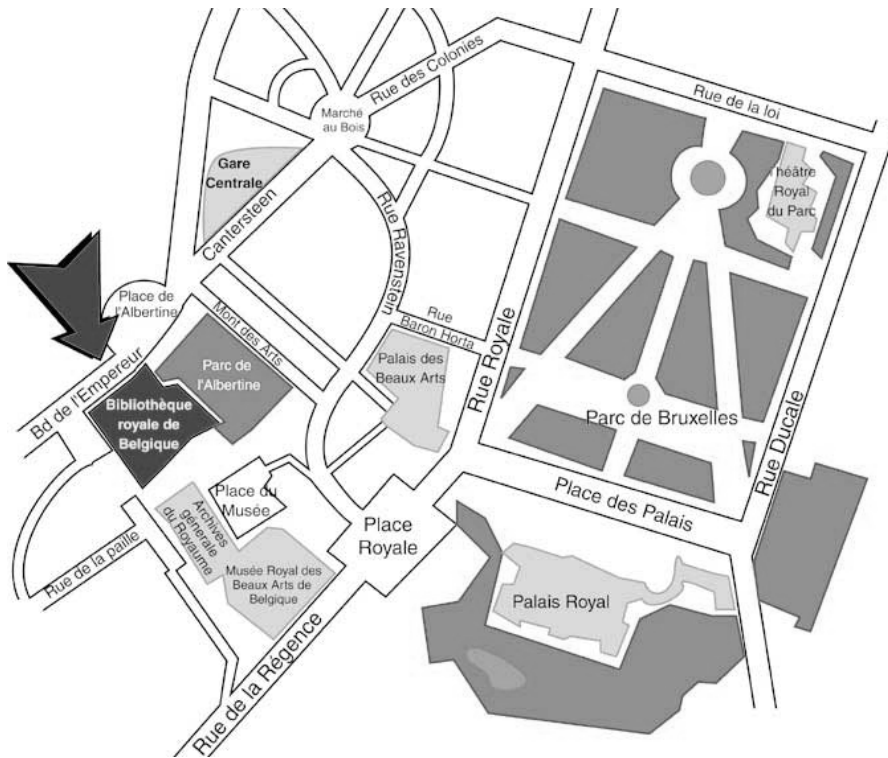 Rue des Colonies
Rue de la loi
Marché
au Bois
Gare
Centrale
Théâtre
Royal
du Parc
Cantersteen
Rue Ravenstein
Place de
l'Albertine
Mont des Arts
Rue
Baron Horta
Rue Royale
Palais des
Beaux Arts
Parc de
l'Albertine
Bd de l'Empereur
Bibliothèque
royale de
Belgique
Parc de Bruxelles
Rue Ducale
Place des Palais
Place du
Musée
Archives
générale
du Royaume
Place
Royale
Rue de la paille
Musée Royal des
Beaux Arts de
Belgique
Palais Royal
Rue de la Régence